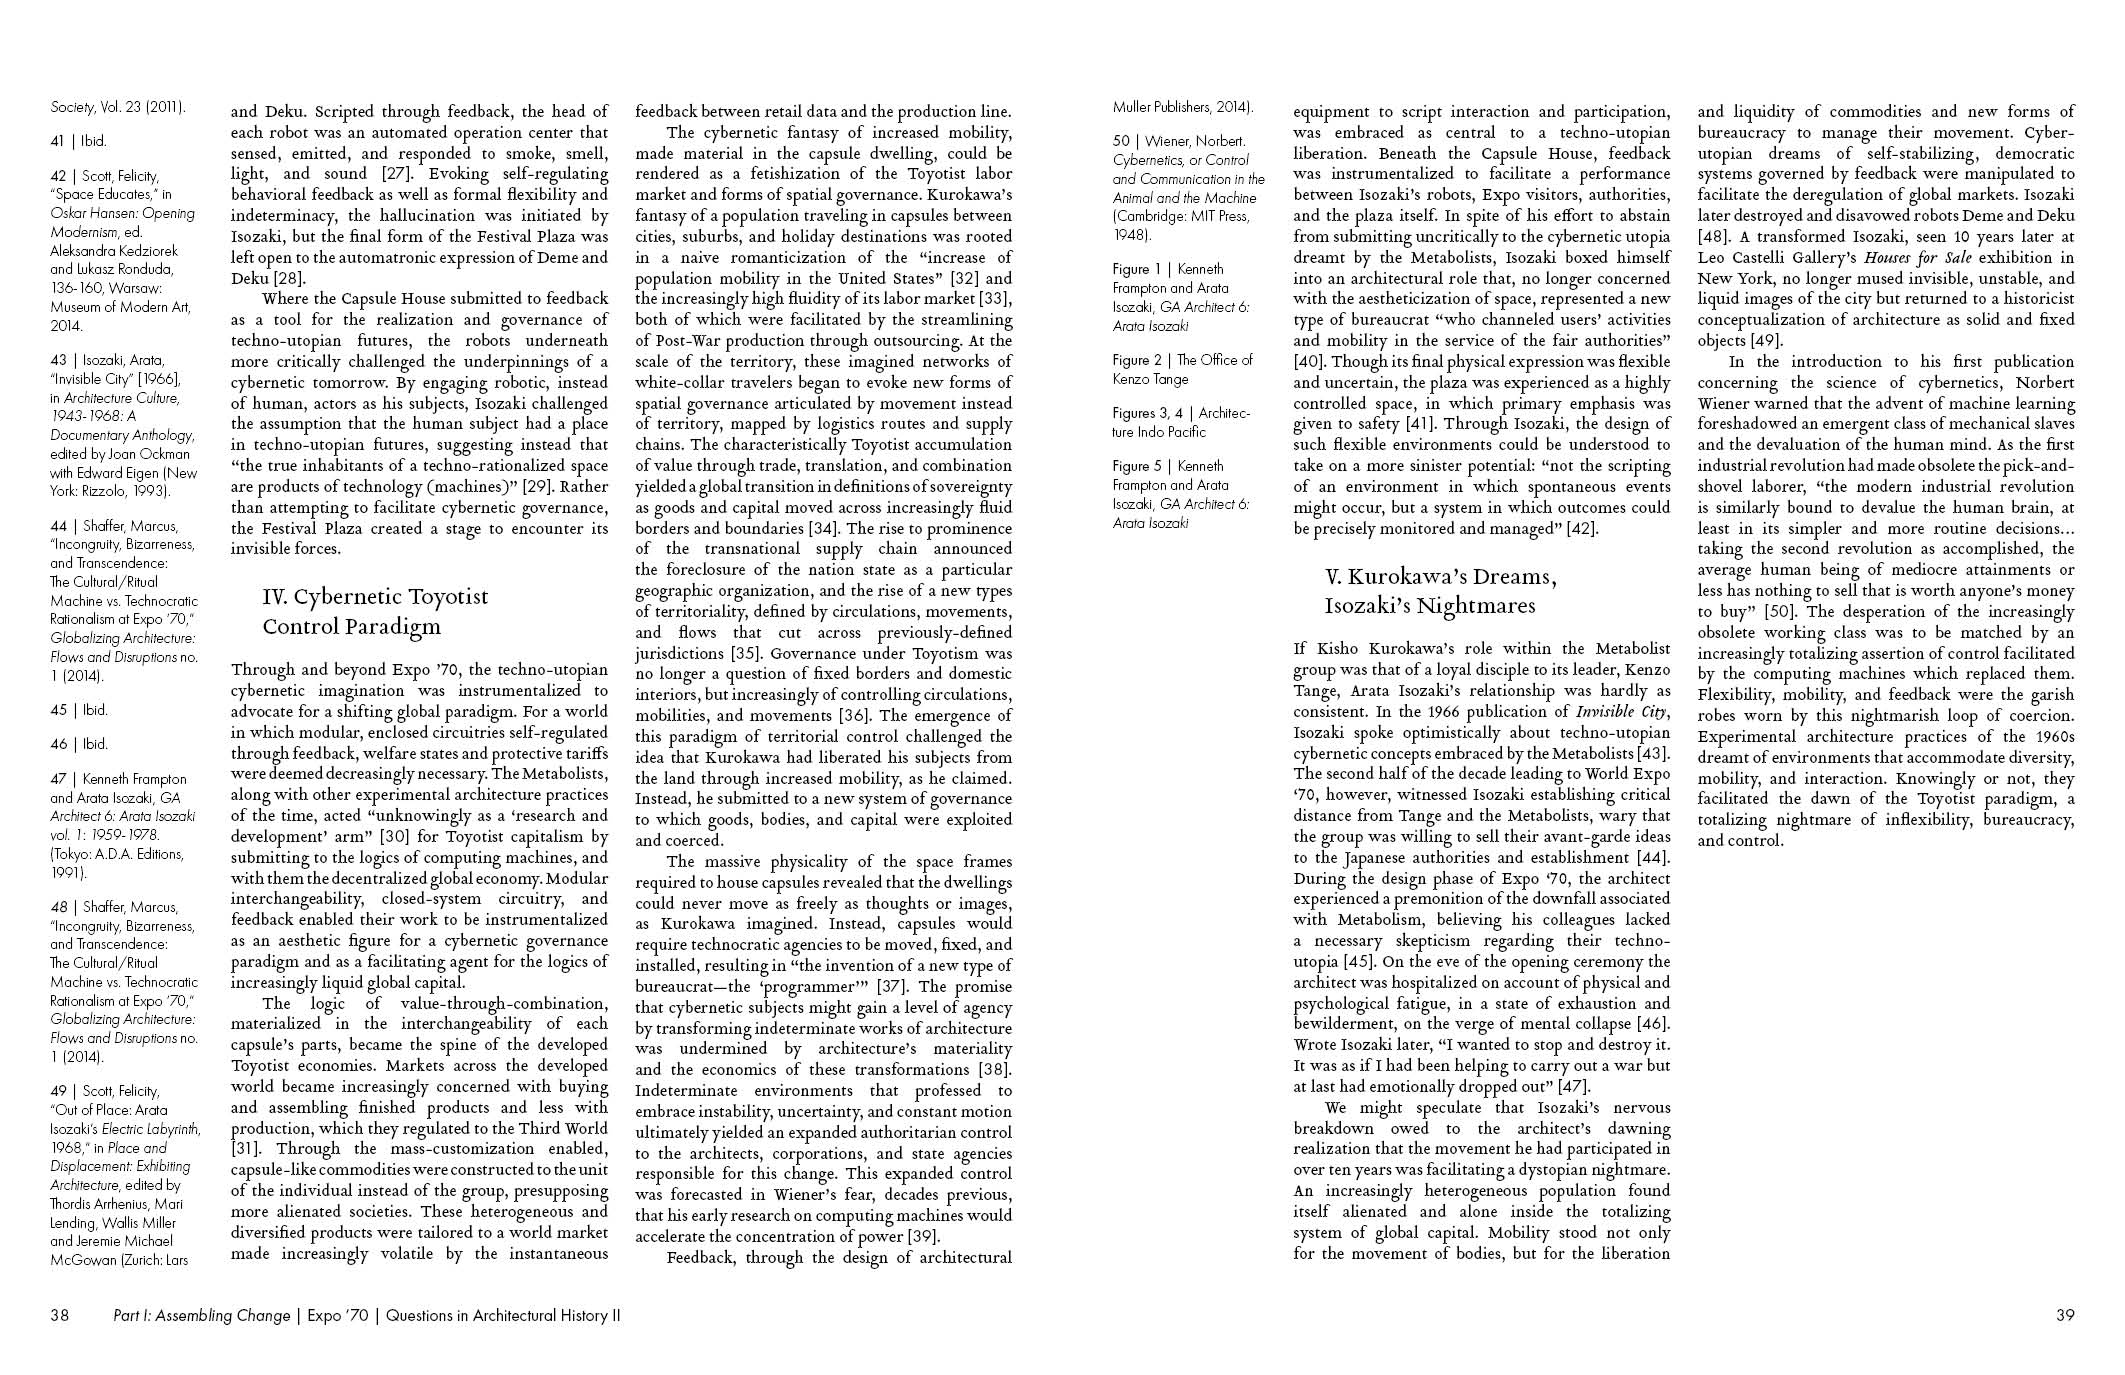 Society, Vol. 23 (2011).
41 | Ibid.
42 | Scott, Felicity,
“Space Educates,” in
Oskar Hansen: Opening
Modernism, ed.
Aleksandra Kedziorek
and Lukasz Ronduda,
136-160, Warsaw:
Museum of Modern Art,
2014.
43 | Isozaki, Arata,
“Invisible City” [1966],
in Architecture Culture,
1943-1968: A
Documentary Anthology,
edited by Joan Ockman
with Edward Eigen (New
York: Rizzolo, 1993).
44 | Shaffer, Marcus,
“Incongruity, Bizarreness,
and Transcendence:
The Cultural/Ritual
Machine vs. Technocratic
Rationalism at Expo ’70,”
Globalizing Architecture:
Flows and Disruptions no.
1 (2014).
45 | Ibid.
46 | Ibid.
47 | Kenneth Frampton
and Arata Isozaki, GA
Architect 6: Arata Isozaki
vol. 1: 1959-1978.
(Tokyo: A.D.A. Editions,
1991).
48 | Shaffer, Marcus,
“Incongruity, Bizarreness,
and Transcendence:
The Cultural/Ritual
Machine vs. Technocratic
Rationalism at Expo ’70,”
Globalizing Architecture:
Flows and Disruptions no.
1 (2014).
49 | Scott, Felicity,
“Out of Place: Arata
Isozaki’s Electric Labyrinth,
1968,” in Place and
Displacement: Exhibiting
Architecture, edited by
Thordis Arrhenius, Mari
Lending, Wallis Miller
and Jeremie Michael
McGowan (Zurich: Lars
and Deku. Scripted through feedback, the head of
each robot was an automated operation center that
sensed, emitted, and responded to smoke, smell,
light, and sound [27]. Evoking self-regulating
behavioral feedback as well as formal flexibility and
indeterminacy, the hallucination was initiated by
Isozaki, but the final form of the Festival Plaza was
left open to the automatronic expression of Deme and
Deku [28].
Where the Capsule House submitted to feedback
as a tool for the realization and governance of
techno-utopian futures, the robots underneath
more critically challenged the underpinnings of a
cybernetic tomorrow. By engaging robotic, instead
of human, actors as his subjects, Isozaki challenged
the assumption that the human subject had a place
in techno-utopian futures, suggesting instead that
“the true inhabitants of a techno-rationalized space
are products of technology (machines)” [29]. Rather
than attempting to facilitate cybernetic governance,
the Festival Plaza created a stage to encounter its
invisible forces.
IV. Cybernetic Toyotist
Control Paradigm
Through and beyond Expo ’70, the techno-utopian
cybernetic imagination was instrumentalized to
advocate for a shifting global paradigm. For a world
in which modular, enclosed circuitries self-regulated
through feedback, welfare states and protective tariffs
were deemed decreasingly necessary. The Metabolists,
along with other experimental architecture practices
of the time, acted “unknowingly as a ‘research and
development’ arm” [30] for Toyotist capitalism by
submitting to the logics of computing machines, and
with them the decentralized global economy. Modular
interchangeability, closed-system circuitry, and
feedback enabled their work to be instrumentalized
as an aesthetic figure for a cybernetic governance
paradigm and as a facilitating agent for the logics of
increasingly liquid global capital.
The logic of value-through-combination,
materialized in the interchangeability of each
capsule’s parts, became the spine of the developed
Toyotist economies. Markets across the developed
world became increasingly concerned with buying
and assembling finished products and less with
production, which they regulated to the Third World
[31]. Through the mass-customization enabled,
capsule-like commodities were constructed to the unit
of the individual instead of the group, presupposing
more alienated societies. These heterogeneous and
diversified products were tailored to a world market
made increasingly volatile by the instantaneous
feedback between retail data and the production line.
The cybernetic fantasy of increased mobility,
made material in the capsule dwelling, could be
rendered as a fetishization of the Toyotist labor
market and forms of spatial governance. Kurokawa’s
fantasy of a population traveling in capsules between
cities, suburbs, and holiday destinations was rooted
in a naive romanticization of the “increase of
population mobility in the United States” [32] and
the increasingly high fluidity of its labor market [33],
both of which were facilitated by the streamlining
of Post-War production through outsourcing. At the
scale of the territory, these imagined networks of
white-collar travelers began to evoke new forms of
spatial governance articulated by movement instead
of territory, mapped by logistics routes and supply
chains. The characteristically Toyotist accumulation
of value through trade, translation, and combination
yielded a global transition in definitions of sovereignty
as goods and capital moved across increasingly fluid
borders and boundaries [34]. The rise to prominence
of the transnational supply chain announced
the foreclosure of the nation state as a particular
geographic organization, and the rise of a new types
of territoriality, defined by circulations, movements,
and flows that cut across previously-defined
jurisdictions [35]. Governance under Toyotism was
no longer a question of fixed borders and domestic
interiors, but increasingly of controlling circulations,
mobilities, and movements [36]. The emergence of
this paradigm of territorial control challenged the
idea that Kurokawa had liberated his subjects from
the land through increased mobility, as he claimed.
Instead, he submitted to a new system of governance
to which goods, bodies, and capital were exploited
and coerced.
The massive physicality of the space frames
required to house capsules revealed that the dwellings
could never move as freely as thoughts or images,
as Kurokawa imagined. Instead, capsules would
require technocratic agencies to be moved, fixed, and
installed, resulting in “the invention of a new type of
bureaucrat—the ‘programmer’” [37]. The promise
that cybernetic subjects might gain a level of agency
by transforming indeterminate works of architecture
was undermined by architecture’s materiality
and the economics of these transformations [38].
Indeterminate environments that professed to
embrace instability, uncertainty, and constant motion
ultimately yielded an expanded authoritarian control
to the architects, corporations, and state agencies
responsible for this change. This expanded control
was forecasted in Wiener’s fear, decades previous,
that his early research on computing machines would
accelerate the concentration of power [39].
Feedback, through the design of architectural
38 Part I: Assembling Change | Expo ’70 | Questions in Architectural History II
Muller Publishers, 2014).
50 | Wiener, Norbert.
Cybernetics, or Control
and Communication in the
Animal and the Machine
(Cambridge: MIT Press,
1948).
Figure 1 | Kenneth
Frampton and Arata
Isozaki, GA Architect 6:
Arata Isozaki
Figure 2 | The Office of
Kenzo Tange
Figures 3, 4 | Architec-
ture Indo Pacific
Figure 5 | Kenneth
Frampton and Arata
Isozaki, GA Architect 6:
Arata Isozaki
equipment to script interaction and participation,
was embraced as central to a techno-utopian
liberation. Beneath the Capsule House, feedback
was instrumentalized to facilitate a performance
between Isozaki’s robots, Expo visitors, authorities,
and the plaza itself. In spite of his effort to abstain
from submitting uncritically to the cybernetic utopia
dreamt by the Metabolists, Isozaki boxed himself
into an architectural role that, no longer concerned
with the aestheticization of space, represented a new
type of bureaucrat “who channeled users’ activities
and mobility in the service of the fair authorities”
[40]. Though its final physical expression was flexible
and uncertain, the plaza was experienced as a highly
controlled space, in which primary emphasis was
given to safety [41]. Through Isozaki, the design of
such flexible environments could be understood to
take on a more sinister potential: “not the scripting
of an environment in which spontaneous events
might occur, but a system in which outcomes could
be precisely monitored and managed” [42].
V. Kurokawa’s Dreams,
Isozaki’s Nightmares
If Kisho Kurokawa’s role within the Metabolist
group was that of a loyal disciple to its leader, Kenzo
Tange, Arata Isozaki’s relationship was hardly as
consistent. In the 1966 publication of Invisible City,
Isozaki spoke optimistically about techno-utopian
cybernetic concepts embraced by the Metabolists [43].
The second half of the decade leading to World Expo
‘70, however, witnessed Isozaki establishing critical
distance from Tange and the Metabolists, wary that
the group was willing to sell their avant-garde ideas
to the Japanese authorities and establishment [44].
During the design phase of Expo ‘70, the architect
experienced a premonition of the downfall associated
with Metabolism, believing his colleagues lacked
a necessary skepticism regarding their techno-
utopia [45]. On the eve of the opening ceremony the
architect was hospitalized on account of physical and
psychological fatigue, in a state of exhaustion and
bewilderment, on the verge of mental collapse [46].
Wrote Isozaki later, “I wanted to stop and destroy it.
It was as if I had been helping to carry out a war but
at last had emotionally dropped out” [47].
We might speculate that Isozaki’s nervous
breakdown owed to the architect’s dawning
realization that the movement he had participated in
over ten years was facilitating a dystopian nightmare.
An increasingly heterogeneous population found
itself alienated and alone inside the totalizing
system of global capital. Mobility stood not only
for the movement of bodies, but for the liberation
and liquidity of commodities and new forms of
bureaucracy to manage their movement. Cyber-
utopian dreams of self-stabilizing, democratic
systems governed by feedback were manipulated to
facilitate the deregulation of global markets. Isozaki
later destroyed and disavowed robots Deme and Deku
[48]. A transformed Isozaki, seen 10 years later at
Leo Castelli Gallery’s Houses for Sale exhibition in
New York, no longer mused invisible, unstable, and
liquid images of the city but returned to a historicist
conceptualization of architecture as solid and fixed
objects [49].
In the introduction to his first publication
concerning the science of cybernetics, Norbert
Wiener warned that the advent of machine learning
foreshadowed an emergent class of mechanical slaves
and the devaluation of the human mind. As the first
industrial revolution had made obsolete the pick-and-
shovel laborer, “the modern industrial revolution
is similarly bound to devalue the human brain, at
least in its simpler and more routine decisions...
taking the second revolution as accomplished, the
average human being of mediocre attainments or
less has nothing to sell that is worth anyone’s money
to buy” [50]. The desperation of the increasingly
obsolete working class was to be matched by an
increasingly totalizing assertion of control facilitated
by the computing machines which replaced them.
Flexibility, mobility, and feedback were the garish
robes worn by this nightmarish loop of coercion.
Experimental architecture practices of the 1960s
dreamt of environments that accommodate diversity,
mobility, and interaction. Knowingly or not, they
facilitated the dawn of the Toyotist paradigm, a
totalizing nightmare of inflexibility, bureaucracy,
and control.
39